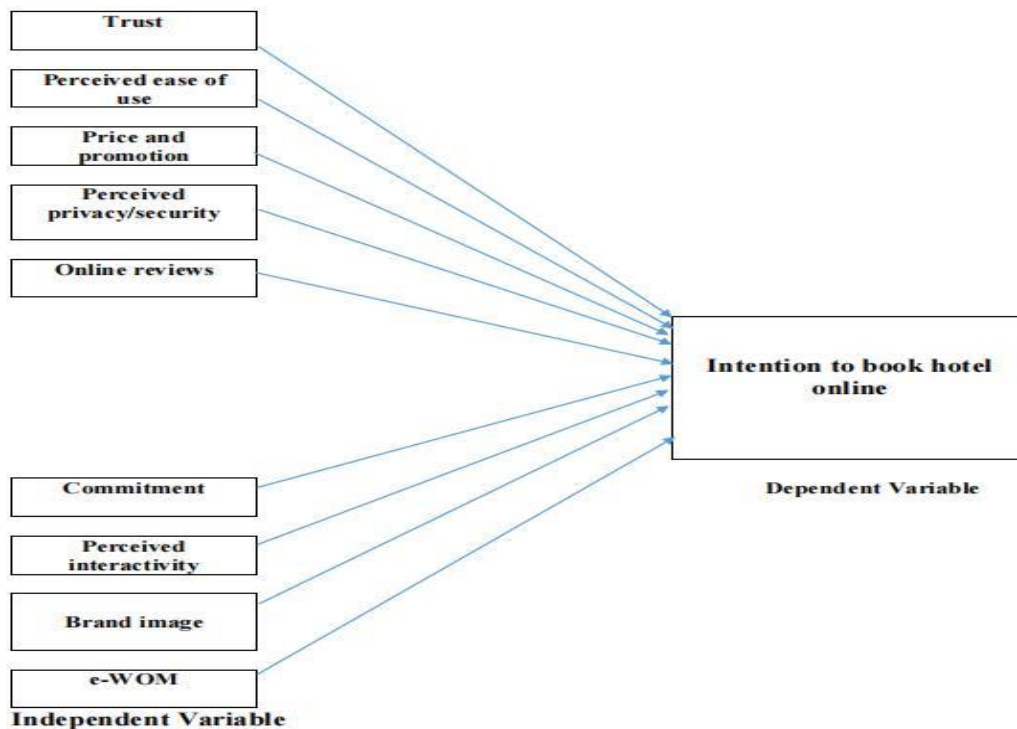 Trust
Perceived ease of
use
Price and
promotion
Perceived
privacy/security
Online reviews
Intention to book hotel
online
Dependent Variable
Commitment
Perceived
interactivity
Brand image
e-WOM
Independent Variable